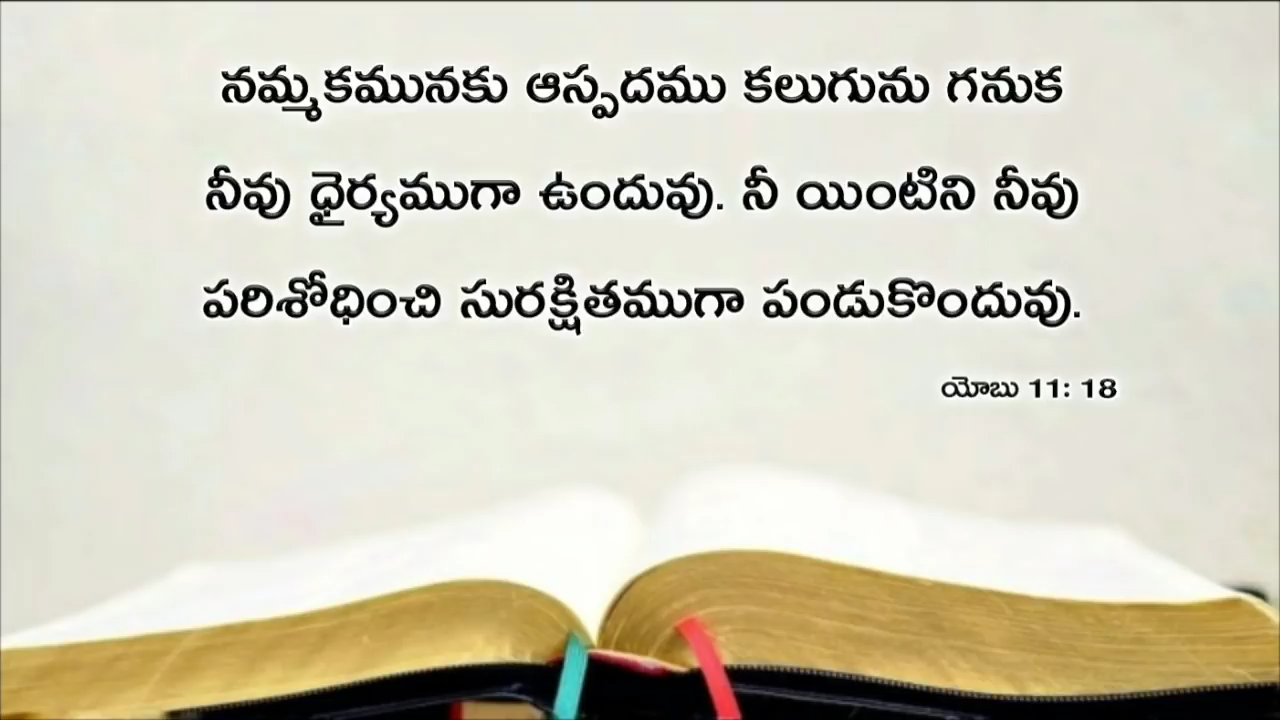 నమ్మకమునకు ఆస్పదము కలుగును గనుక
నీవు ధైర్యముగా ఉందువు. నీ యింటిని నీవు
పరిశోధించి సురక్షితముగా పండుకొందువు.
యోబు 11: 18